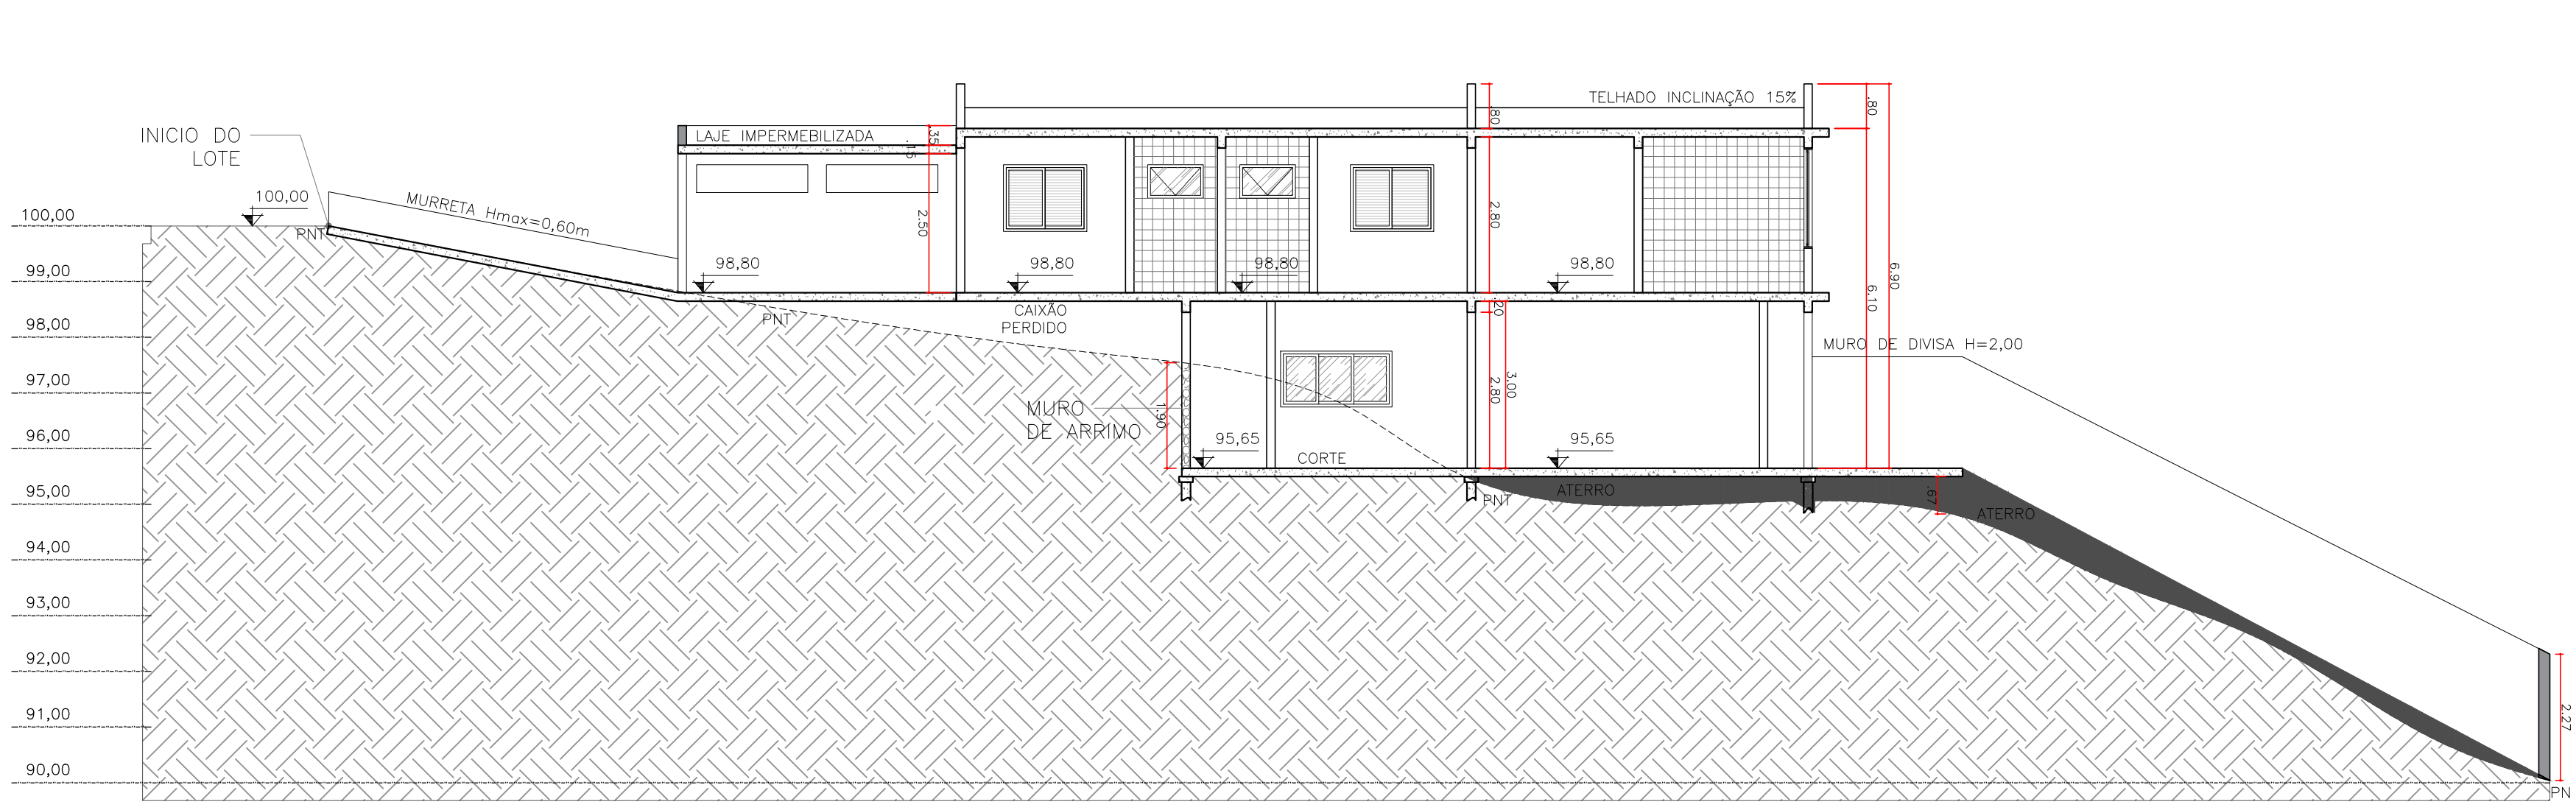 TELHADO INCLINAÇÃO 15%
.80
.80
INICIO DO
LOTE
LAJE IMPERMEBILIZADA
.35
.15
100,00
100,00
MURRETA Hmax=0,60m
PNT
2.50
2.80
99,00
98,80
98,80
98,80
98,80
6.90
6.10
98,00
PNT
CAIXÃO
PERDIDO
.20
MURO DE DIVISA H=2,00
97,00
MURO
DE ARRIMO
1.90
2.80
3.00
96,00
95,65
95,65
CORTE
95,00
PNT
ATERRO
.67
ATERRO
94,00
93,00
92,00
91,00
2.27
90,00
PN